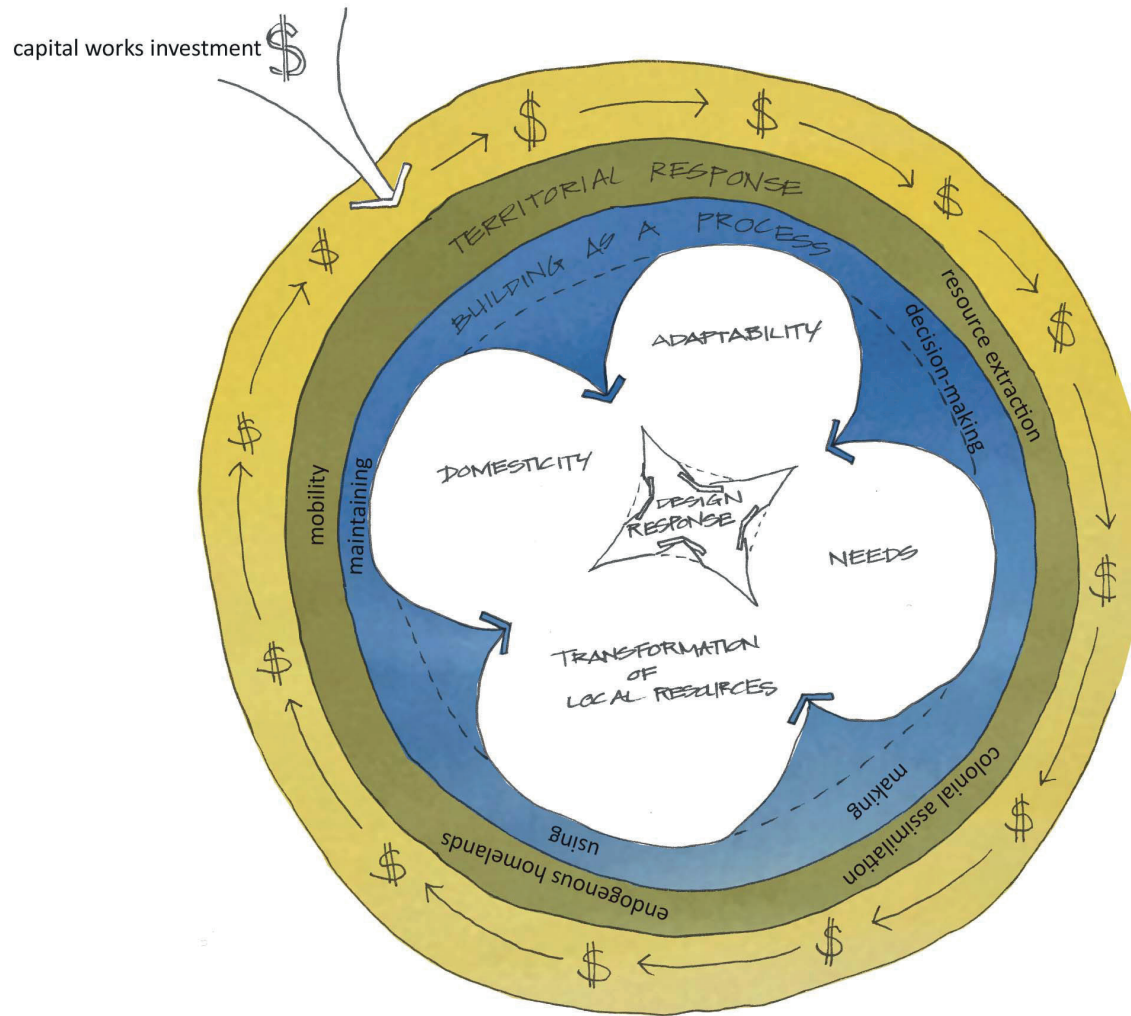 capital works investment $
$
$
$
$
$
$
$
$
$
$
$
$
$
TERRITORIAL RESPONSE
BUILDING AS A PROCESS
resource extraction
decision-making
ADAPTABILITY
DOMESTICITY
mobility
maintaining
DESIGN
RESPONSE
NEEDS
TRANSFORMATION
OF
LOCAL RESOURCES
making
colonial assimilation
using
endogenous homelands